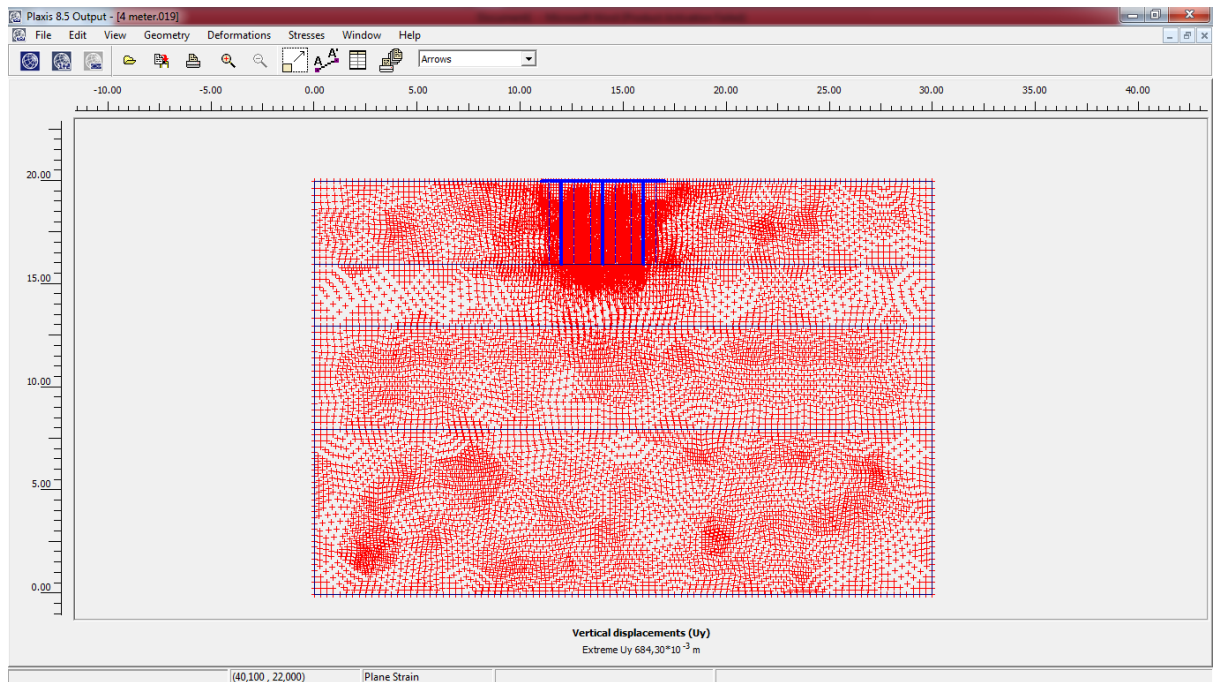 Plaxis 8.5 Output - [4 meter.019]
File Edit View Geometry Deformations Stresses Window Help
Arrows
-10.00 -5.00 0.00 5.00 10.00 15.00 20.00 25.00 30.00 35.00 40.00
20.00
15.00
10.00
5.00
0.00
Vertical displacements (Uy)
Extreme Uy 684,30*10 -3 m
(40,100 , 22,000) Plane Strain